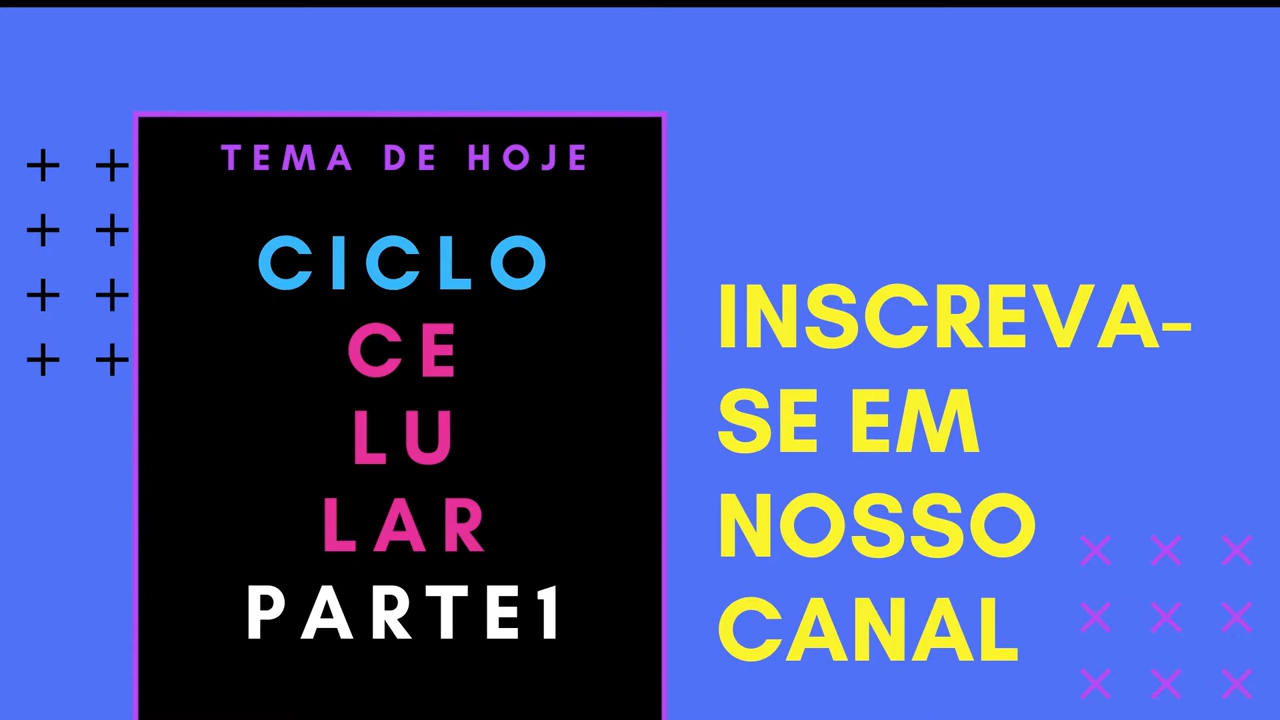 TEMA DE HOJE
CICLO
CE
LU
LAR
PARTE1
INSCREVA-
SE EM
NOSSO
CANAL